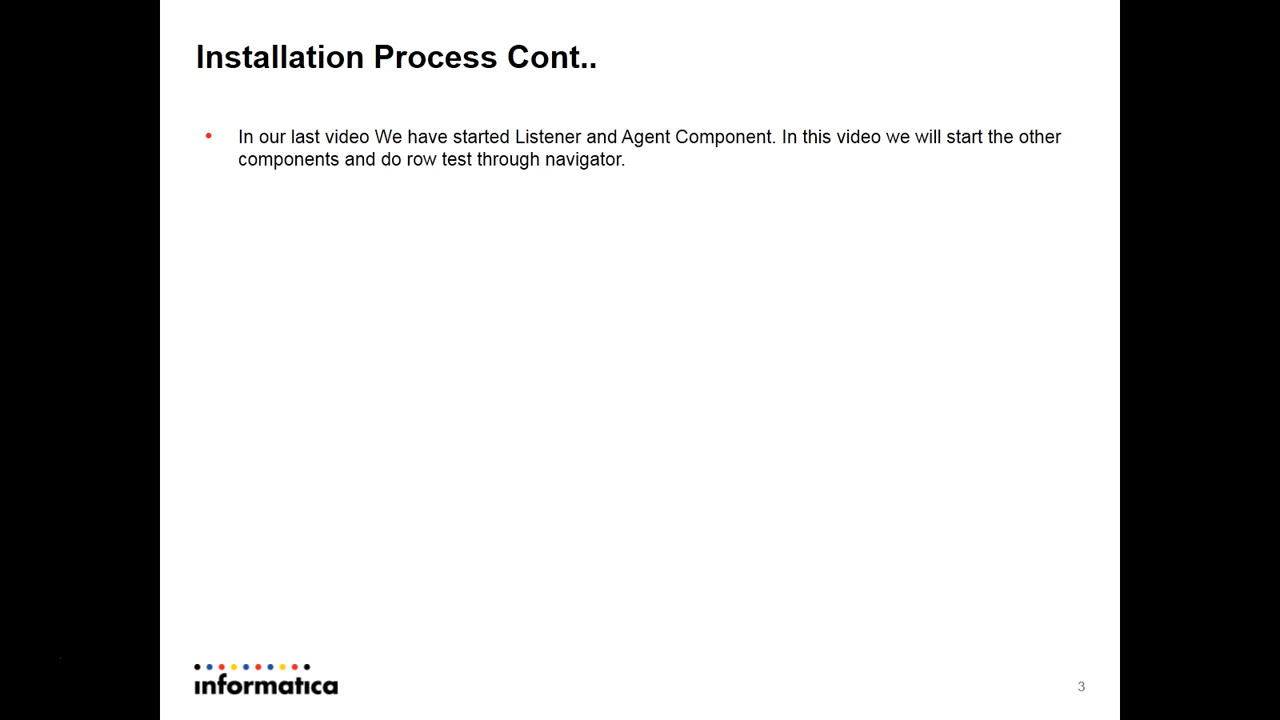 Installation Process Cont..
• In our last video We have started Listener and Agent Component. In this video we will start the other
components and do row test through navigator.
informatica
3